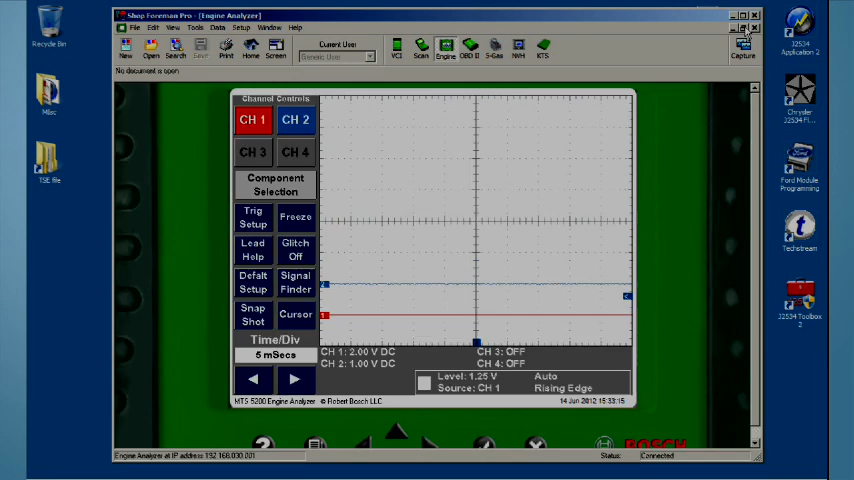 Shop Foreman Pro - [Engine Analyzer]
File Edit View Tools Data Setup Window Help
New Open Search Save Print Home Screen
Current User
Generic User
VCI Scan Engine OBD II 5-Gas NVH KTS
Capture
No document is open
Recycle Bin
Misc
TSE file
J2534 Application 2
Chrysler J2534 Fl...
Ford Module Programming
Techstream
J2534 Toolbox 2
Channel Controls
CH 1 CH 2
CH 3 CH 4
Component Selection
Trig Setup
Freeze
Lead Help
Glitch Off
Defalt Setup
Signal Finder
Snap Shot
Cursor
Time/Div
5 mSecs
1
CH 1: 2.00 V DC
CH 3: OFF
CH 2: 1.00 V DC
CH 4: OFF
Level: 1.25 V
Auto
Source: CH 1
Rising Edge
MTS 5200 Engine Analyzer © Robert Bosch LLC
14 Jun 2012 15:33:15
?
BOSCH
Engine Analyzer at IP address 192.168.030.001
Status: Connected